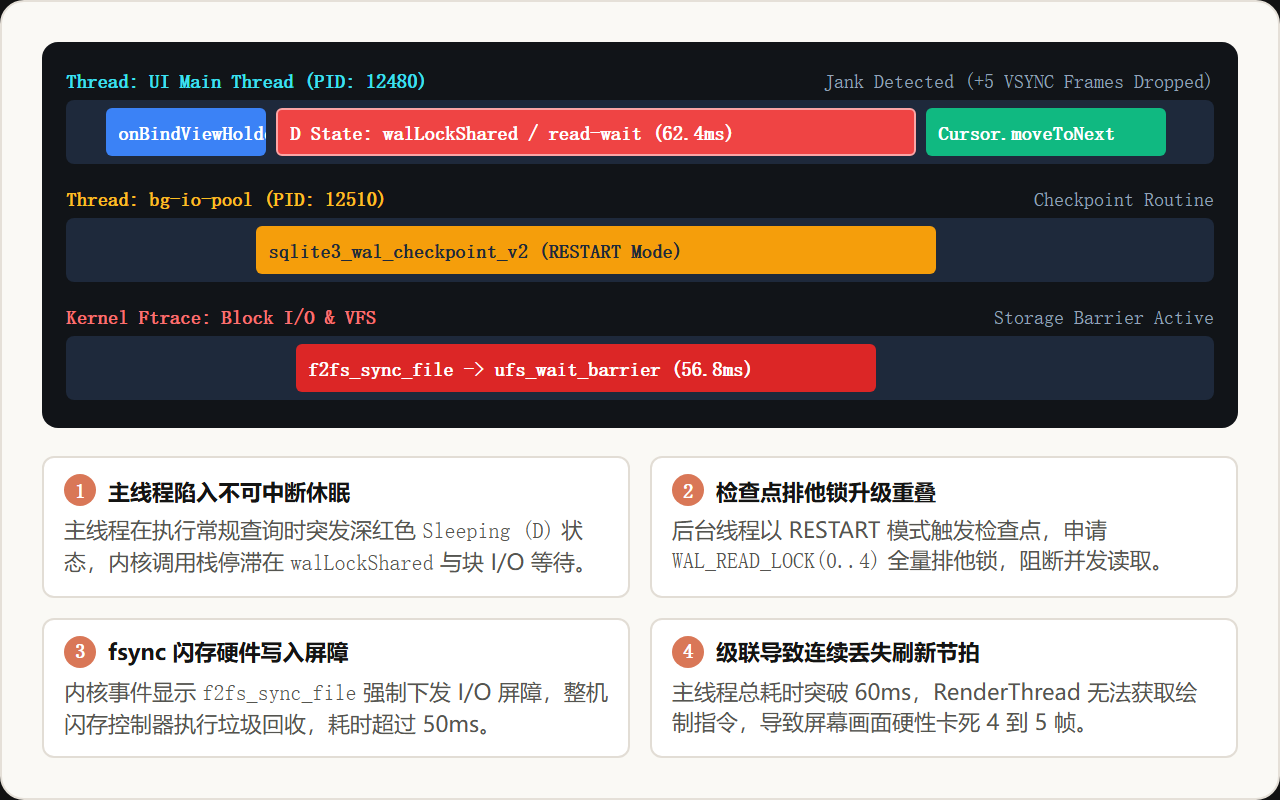 Thread: UI Main Thread (PID: 12480)
Jank Detected (+5 VSYNC Frames Dropped)
onBindViewHold
D State: walLockShared / read-wait (62.4ms)
Cursor.moveToNext
Thread: bg-io-pool (PID: 12510)
Checkpoint Routine
sqlite3_wal_checkpoint_v2 (RESTART Mode)
Kernel Ftrace: Block I/O & VFS
Storage Barrier Active
f2fs_sync_file -> ufs_wait_barrier (56.8ms)
1 主线程陷入不可中断休眠
主线程在执行常规查询时突发深红色 Sleeping (D) 状
态，内核调用栈停滞在 walLockShared 与块 I/O 等待。
2 检查点排他锁升级重叠
后台线程以 RESTART 模式触发检查点，申请
WAL_READ_LOCK(0..4) 全量排他锁，阻断并发读取。
3 fsync 闪存硬件写入屏障
内核事件显示 f2fs_sync_file 强制下发 I/O 屏障，整机
闪存控制器执行垃圾回收，耗时超过 50ms。
4 级联导致连续丢失刷新节拍
主线程总耗时突破 60ms，RenderThread 无法获取绘
制指令，导致屏幕画面硬性卡死 4 到 5 帧。